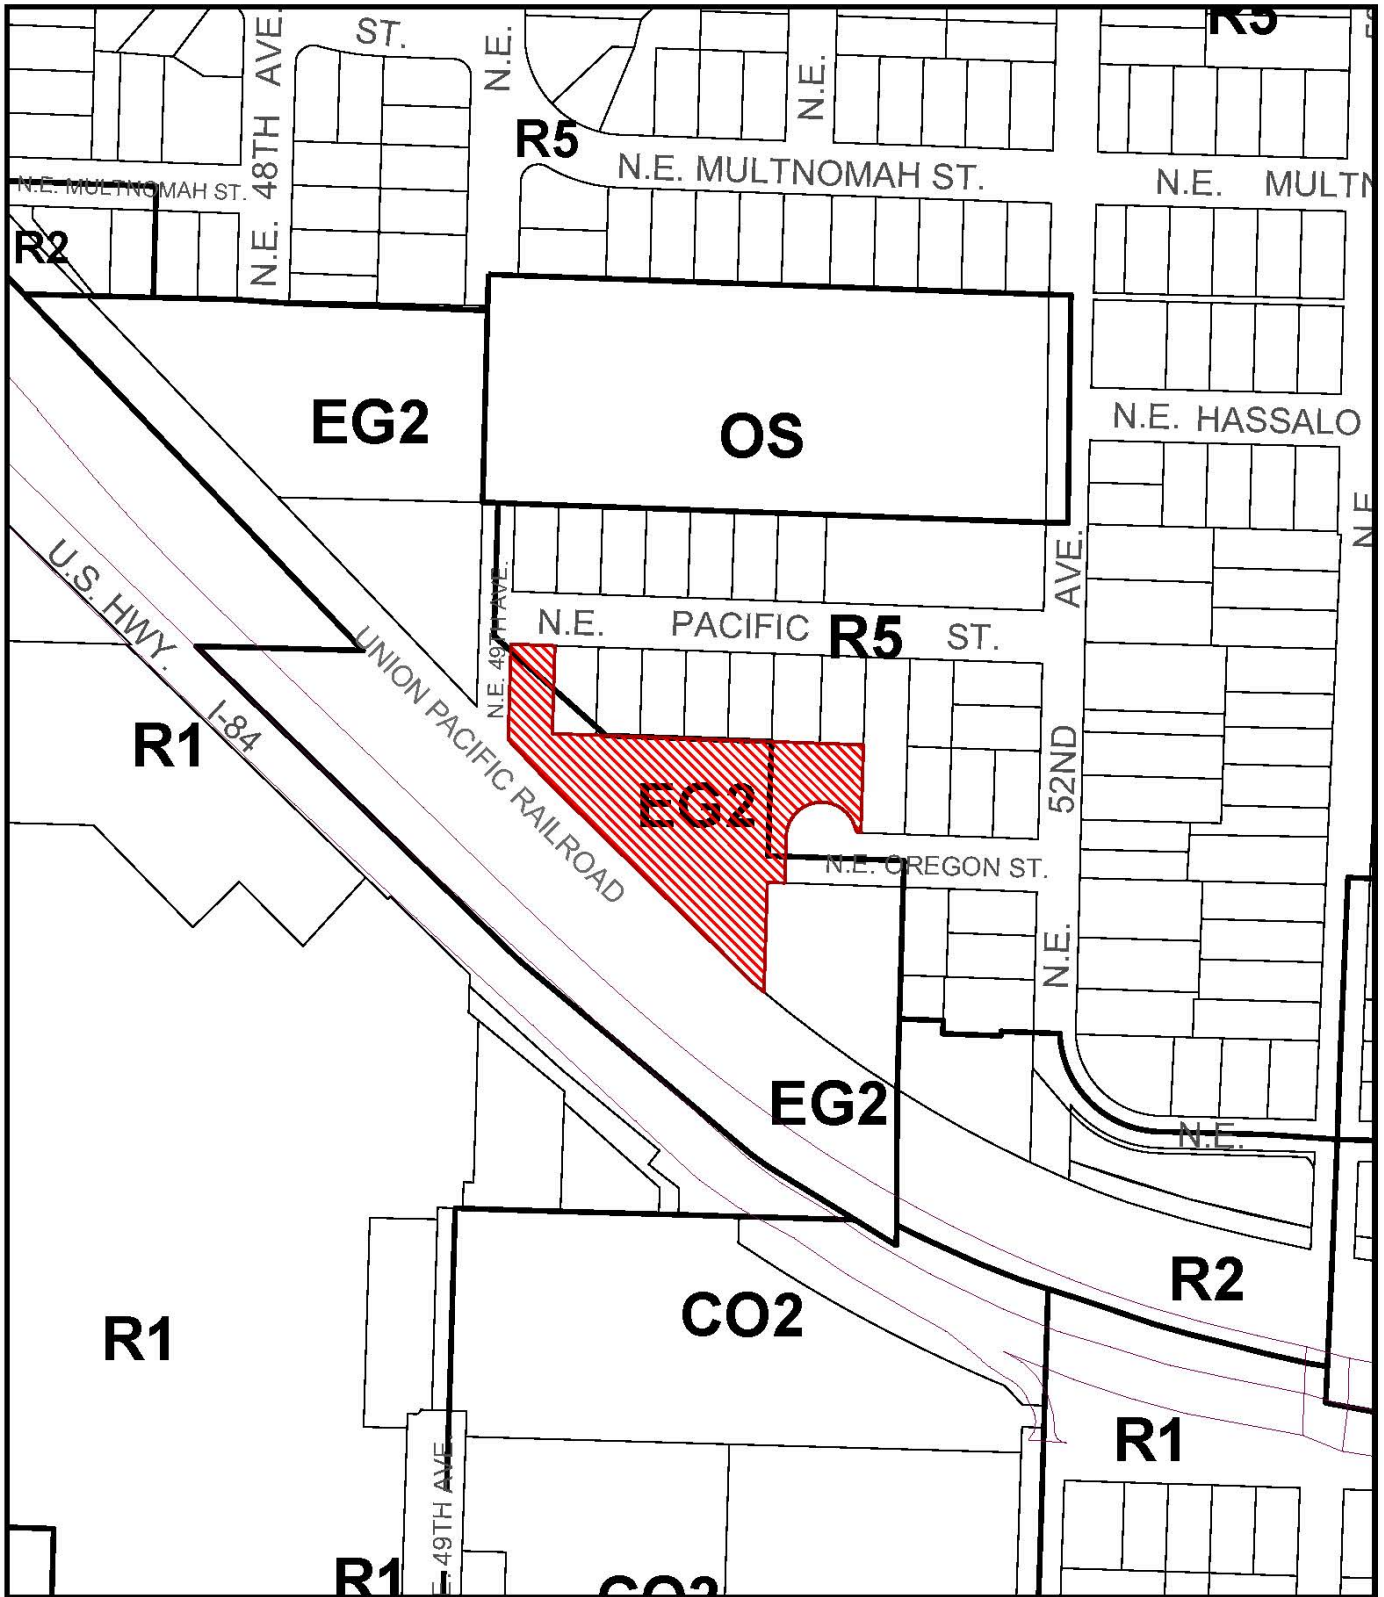 R5
ST.
N.E.
N.E.
N.E. 48TH AVE.
R5
N.E. MULTNOMAH ST.
N.E. MULTN
N.E. MULTNOMAH ST.
R2
EG2
OS
N.E. HASSALO
N.E.
U.S. HWY.
I-84
UNION PACIFIC RAILROAD
N.E. 49TH AVE.
N.E. PACIFIC ST.
R5
N.E. 52ND AVE.
R1
EG2
N.E. OREGON ST.
EG2
N.E.
R2
CO2
R1
R1
E. 49TH AVE.
R1
CO2